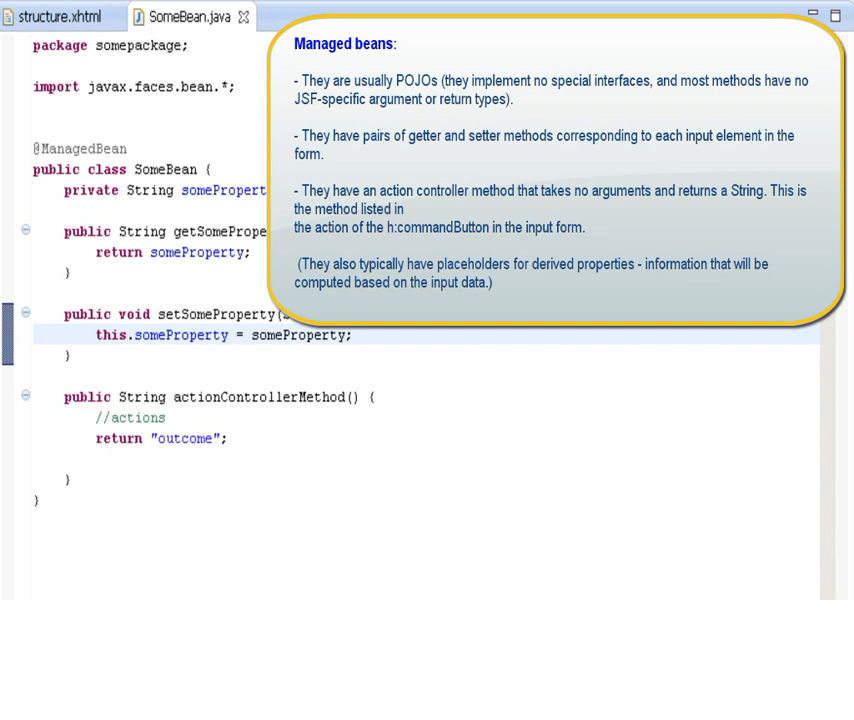 structure.xhtml
SomeBean.java
package somepackage;
import javax.faces.bean.*;
@ManagedBean
public class SomeBean {
private String somePropert
public String getSomePrope
return someProperty;
}
public void setSomeProperty(
this.someProperty = someProperty;
}
public String actionControllerMethod() {
//actions
return "outcome";
}
}
Managed beans:
- They are usually POJOs (they implement no special interfaces, and most methods have no
JSF-specific argument or return types).
- They have pairs of getter and setter methods corresponding to each input element in the
form.
- They have an action controller method that takes no arguments and returns a String. This is
the method listed in
the action of the h:commandButton in the input form.
(They also typically have placeholders for derived properties - information that will be
computed based on the input data.)